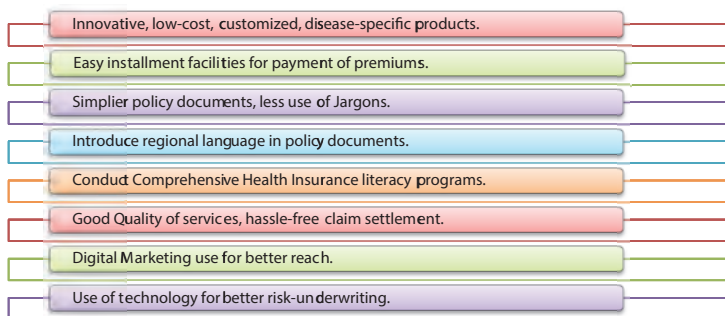 Innovative, low-cost, customized, disease-specific products.
Easy installment facilities for payment of premiums.
Simplier policy documents, less use of Jargons.
Introduce regional language in policy documents.
Conduct Comprehensive Health Insurance literacy programs.
Good Quality of services, hassle-free claim settlement.
Digital Marketing use for better reach.
Use of technology for better risk-underwriting.